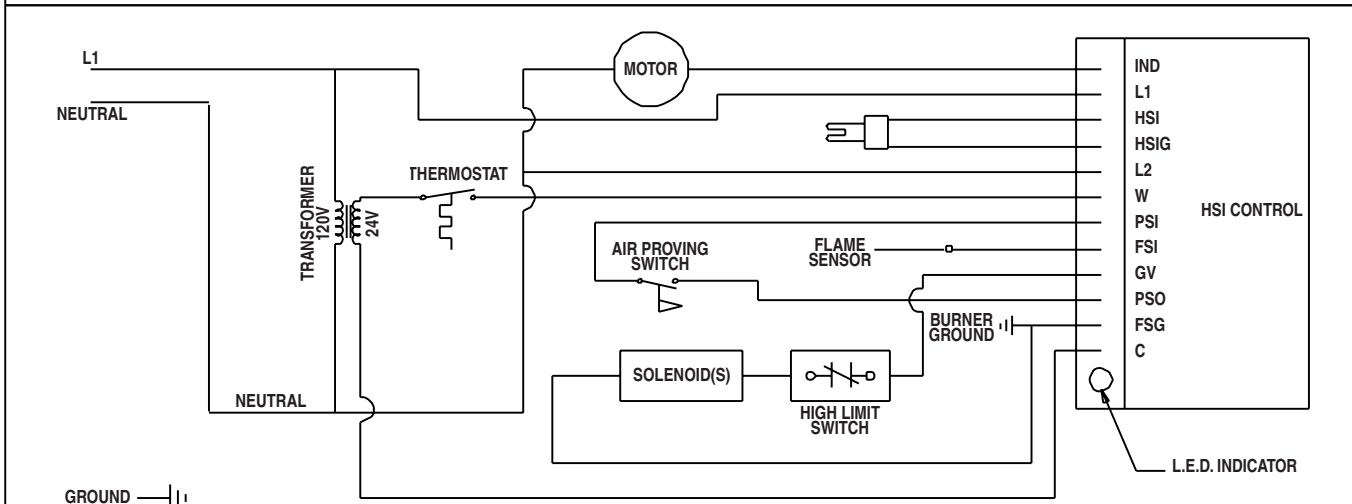 L1
NEUTRAL
TRANSFORMER
120V
24V
THERMOSTAT
MOTOR
AIR PROVING
SWITCH
FLAME
SENSOR
BURNER
GROUND
SOLENOID(S)
HIGH LIMIT
SWITCH
NEUTRAL
GROUND
IND
L1
HSI
HSIG
L2
W
PSI
FSI
GV
PSO
FSG
C
HSI CONTROL
L.E.D. INDICATOR